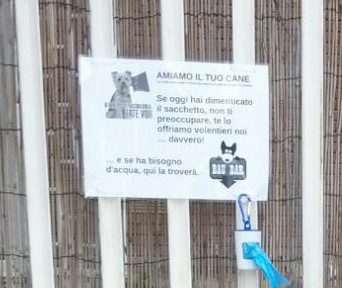 AMIAMO IL TUO CANE
Se oggi hai dimenticato
il sacchetto, non ti
preoccupare, te lo
offriamo volentieri noi
... davvero!
... e se ha bisogno
d'acqua, qui la troverà.
BAU BAR